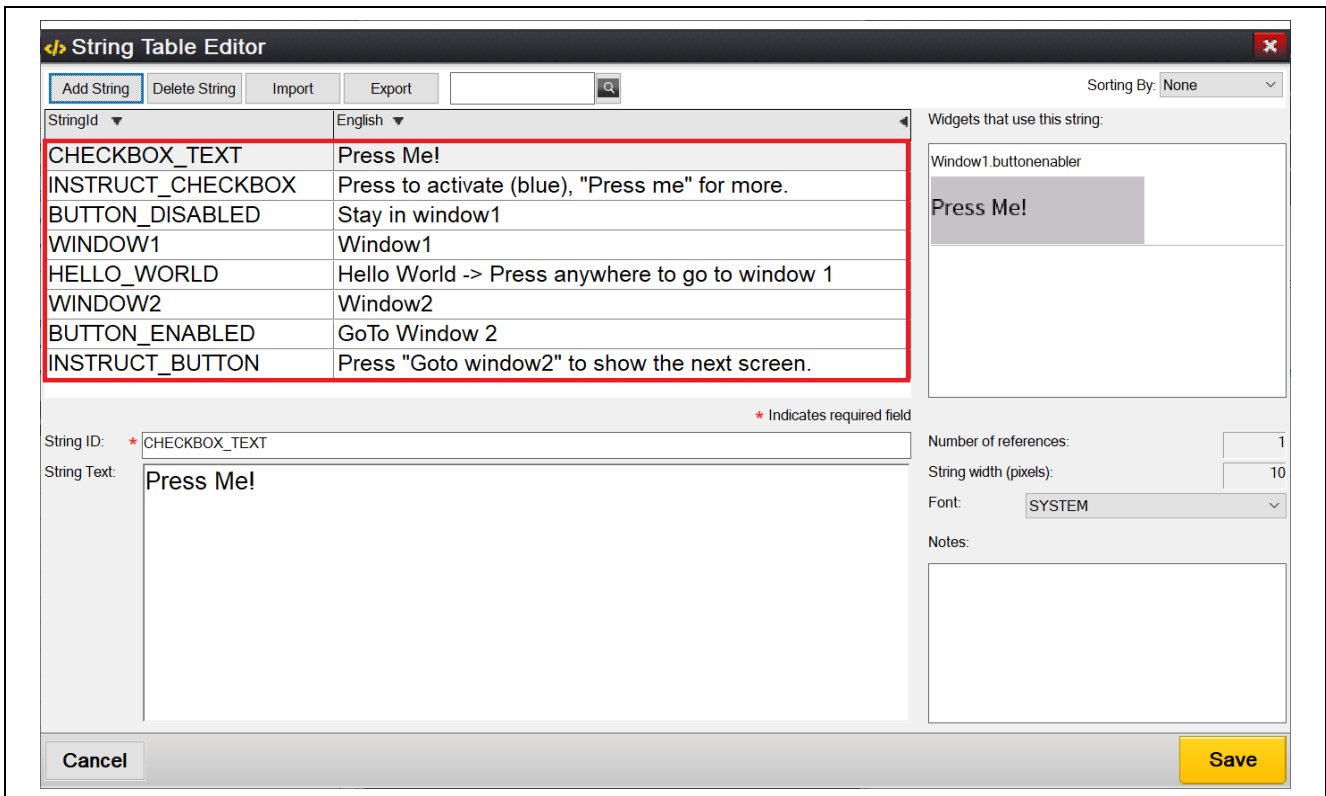 </> String Table Editor
Add String Delete String Import Export Sorting By: None
StringId English Widgets that use this string:
CHECKBOX_TEXT Press Me!
INSTRUCT_CHECKBOX Press to activate (blue), "Press me" for more.
BUTTON_DISABLED Stay in window1
WINDOW1 Window1
HELLO_WORLD Hello World -> Press anywhere to go to window 1
WINDOW2 Window2
BUTTON_ENABLED GoTo Window 2
INSTRUCT_BUTTON Press "Goto window2" to show the next screen.
Window1.buttonenabler
Press Me!
* Indicates required field
String ID: * CHECKBOX_TEXT
String Text: Press Me!
Number of references: 1
String width (pixels): 10
Font: SYSTEM
Notes:
Cancel Save